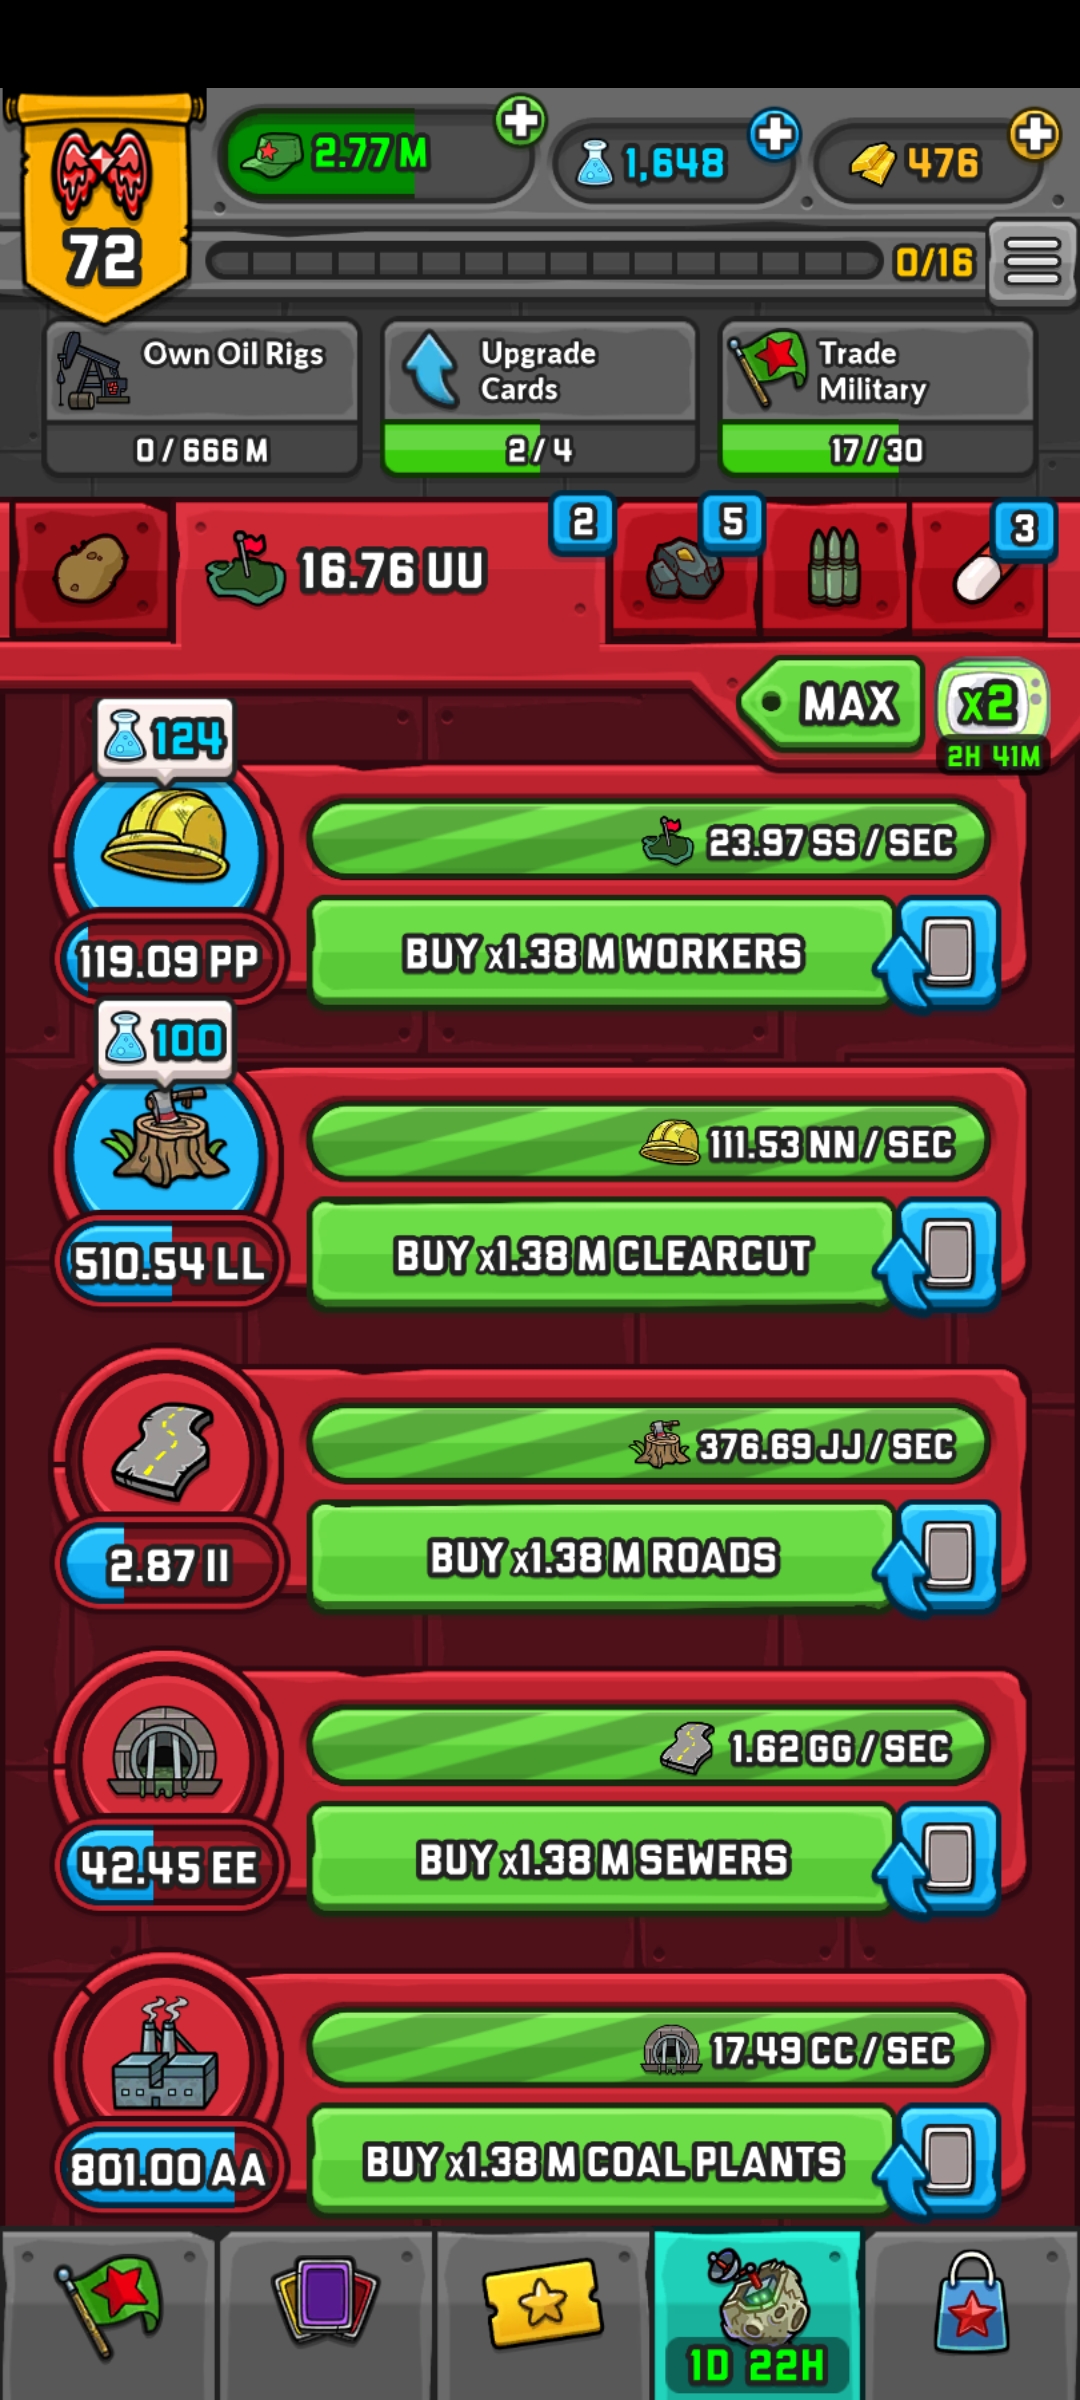 2.77 M
1,648
476
72
0/16
Own Oil Rigs
0 / 666 M
Upgrade
Cards
2 / 4
Trade
Military
17 / 30
16.76 UU
2
5
3
MAX
x2
2H 41M
124
23.97 SS / SEC
119.09 PP
BUY x1.38 M WORKERS
100
111.53 NN / SEC
510.54 LL
BUY x1.38 M CLEARCUT
376.69 JJ / SEC
2.87 II
BUY x1.38 M ROADS
1.62 GG / SEC
42.45 EE
BUY x1.38 M SEWERS
17.49 CC / SEC
801.00 AA
BUY x1.38 M COAL PLANTS
1D 22H